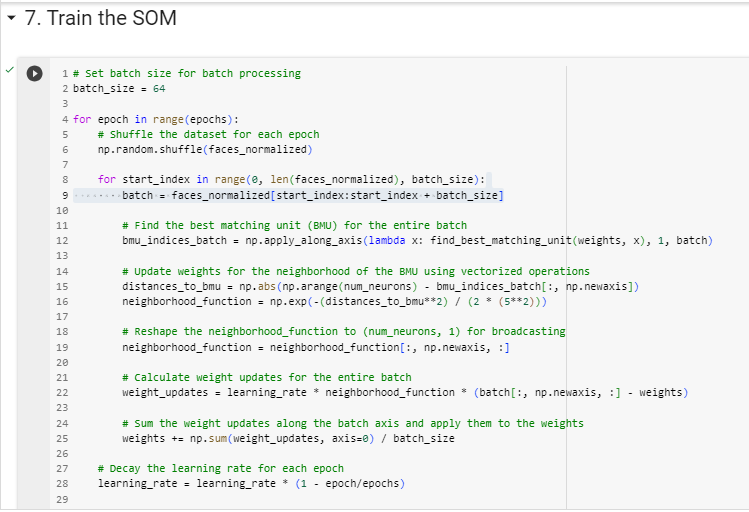 7. Train the SOM
1 # Set batch size for batch processing
2 batch_size = 64
3
4 for epoch in range(epochs):
5     # Shuffle the dataset for each epoch
6     np.random.shuffle(faces_normalized)
7
8     for start_index in range(0, len(faces_normalized), batch_size):
9         batch = faces_normalized[start_index:start_index + batch_size]
10
11         # Find the best matching unit (BMU) for the entire batch
12         bmu_indices_batch = np.apply_along_axis(lambda x: find_best_matching_unit(weights, x), 1, batch)
13
14         # Update weights for the neighborhood of the BMU using vectorized operations
15         distances_to_bmu = np.abs(np.arange(num_neurons) - bmu_indices_batch[:, np.newaxis])
16         neighborhood_function = np.exp(-(distances_to_bmu**2) / (2 * (5**2)))
17
18         # Reshape the neighborhood_function to (num_neurons, 1) for broadcasting
19         neighborhood_function = neighborhood_function[:, np.newaxis, :]
20
21         # Calculate weight updates for the entire batch
22         weight_updates = learning_rate * neighborhood_function * (batch[:, np.newaxis, :] - weights)
23
24         # Sum the weight updates along the batch axis and apply them to the weights
25         weights += np.sum(weight_updates, axis=0) / batch_size
26
27     # Decay the learning rate for each epoch
28     learning_rate = learning_rate * (1 - epoch/epochs)
29